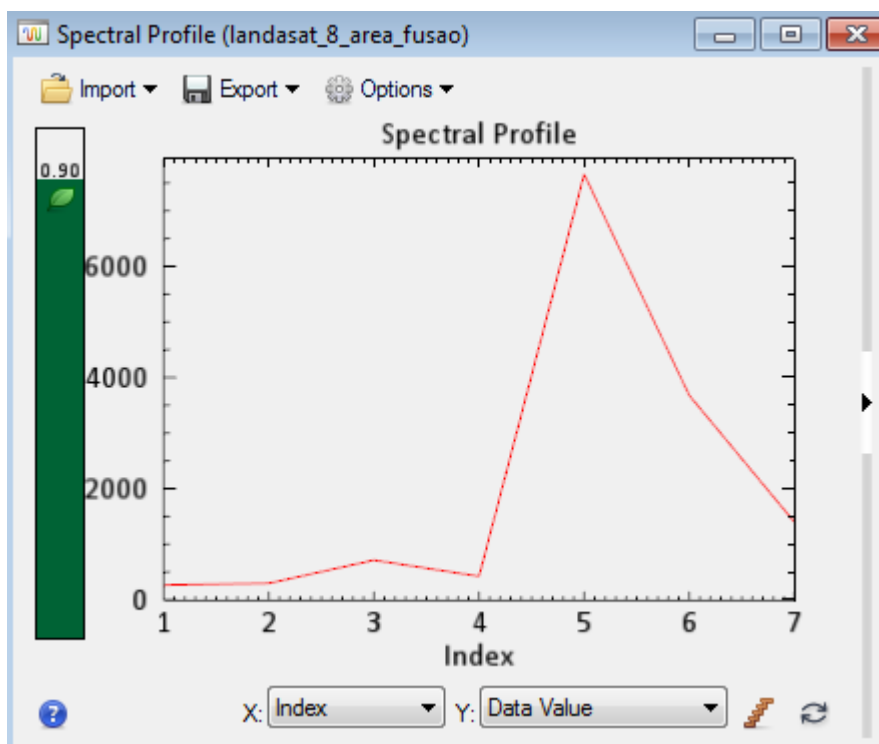 Spectral Profile (landasat_8_area_fusao)
Import Export Options
Spectral Profile
0.90
6000
4000
2000
0
1 2 3 4 5 6 7
Index
X: Index Y: Data Value